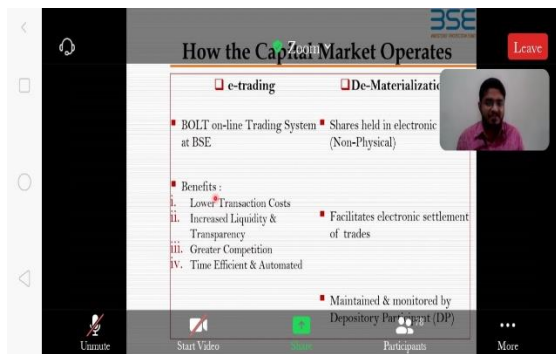 BSE
Zoom
Leave
How the Capital Market Operates
e-trading
De-Materializatio
BOLT on-line Trading System
at BSE
Shares held in electronic
(Non-Physical)
Benefits :
i. Lower Transaction Costs
ii. Increased Liquidity &
Transparency
iii. Greater Competition
iv. Time Efficient & Automated
Facilitates electronic settlement
of trades
Maintained & monitored by
Depository Participant (DP)
Unmute
Start Video
Share
Participants
More